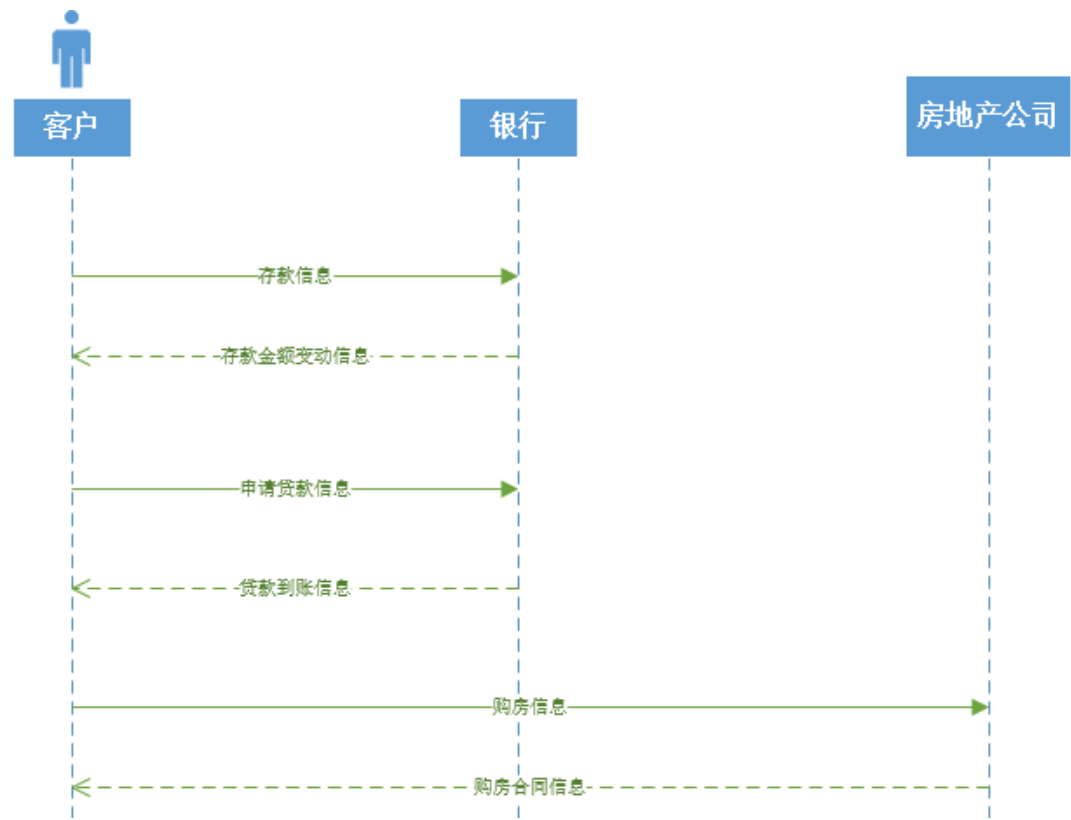 客户
银行
房地产公司
存款信息
存款金额变动信息
申请贷款信息
贷款到账信息
购房信息
购房合同信息